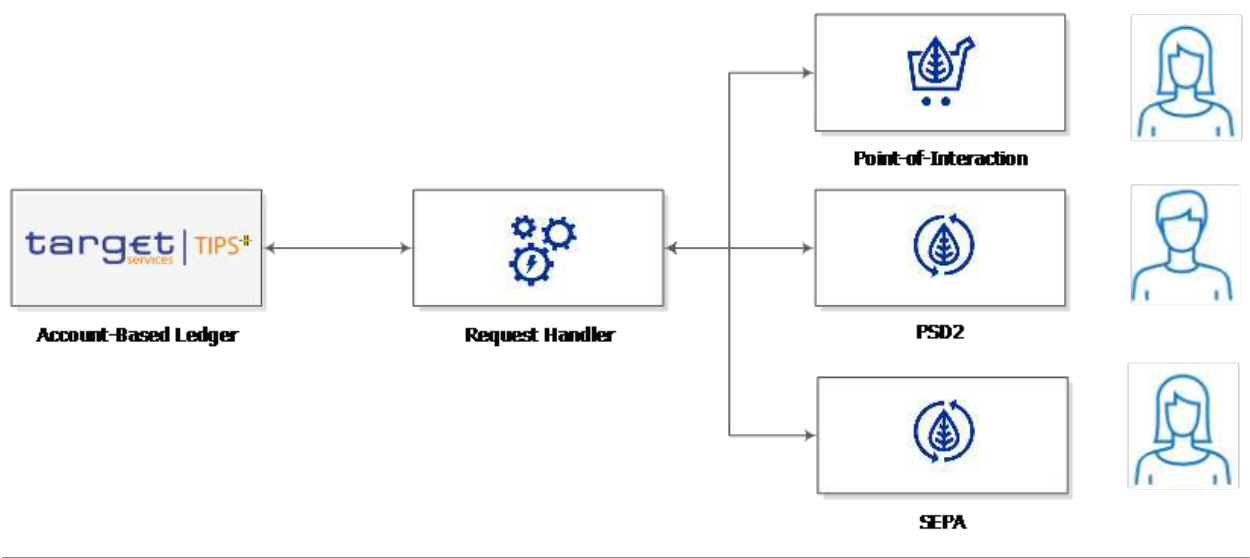 Point-of-Interaction
target | TIPS+
services
Account-Based Ledger
Request Handler
PSD2
SEPA